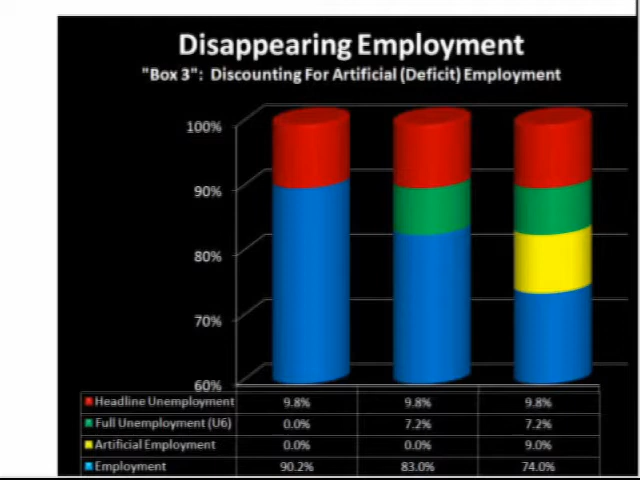 Disappearing Employment
"Box 3": Discounting For Artificial (Deficit) Employment
100%
90%
80%
70%
60%
Headline Unemployment 9.8% 9.8% 9.8%
Full Unemployment (U6) 0.0% 7.2% 7.2%
Artificial Employment 0.0% 0.0% 9.0%
Employment 90.2% 83.0% 74.0%